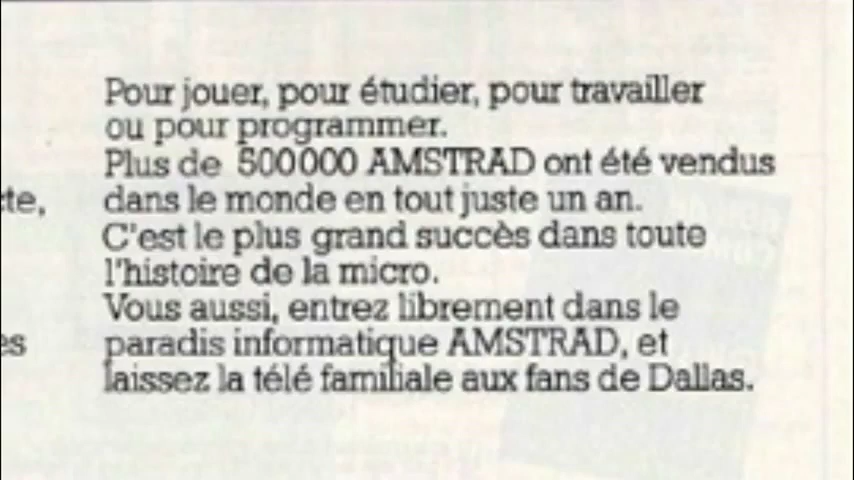 Pour jouer, pour étudier, pour travailler
ou pour programmer.
Plus de 500000 AMSTRAD ont été vendus
dans le monde en tout juste un an.
C'est le plus grand succès dans toute
l'histoire de la micro.
Vous aussi, entrez librement dans le
paradis informatique AMSTRAD, et
laissez la télé familiale aux fans de Dallas.